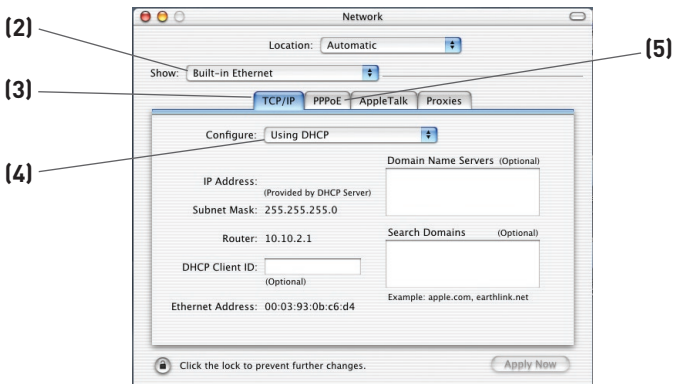 Network
(2)
Location: Automatic
(5)
Show: Built-in Ethernet
(3)
TCP/IP PPPoE AppleTalk Proxies
Configure: Using DHCP
(4)
Domain Name Servers (Optional)
IP Address:
(Provided by DHCP Server)
Subnet Mask: 255.255.255.0
Router: 10.10.2.1
Search Domains (Optional)
DHCP Client ID:
(Optional)
Example: apple.com, earthlink.net
Ethernet Address: 00:03:93:0b:c6:d4
Click the lock to prevent further changes.
Apply Now